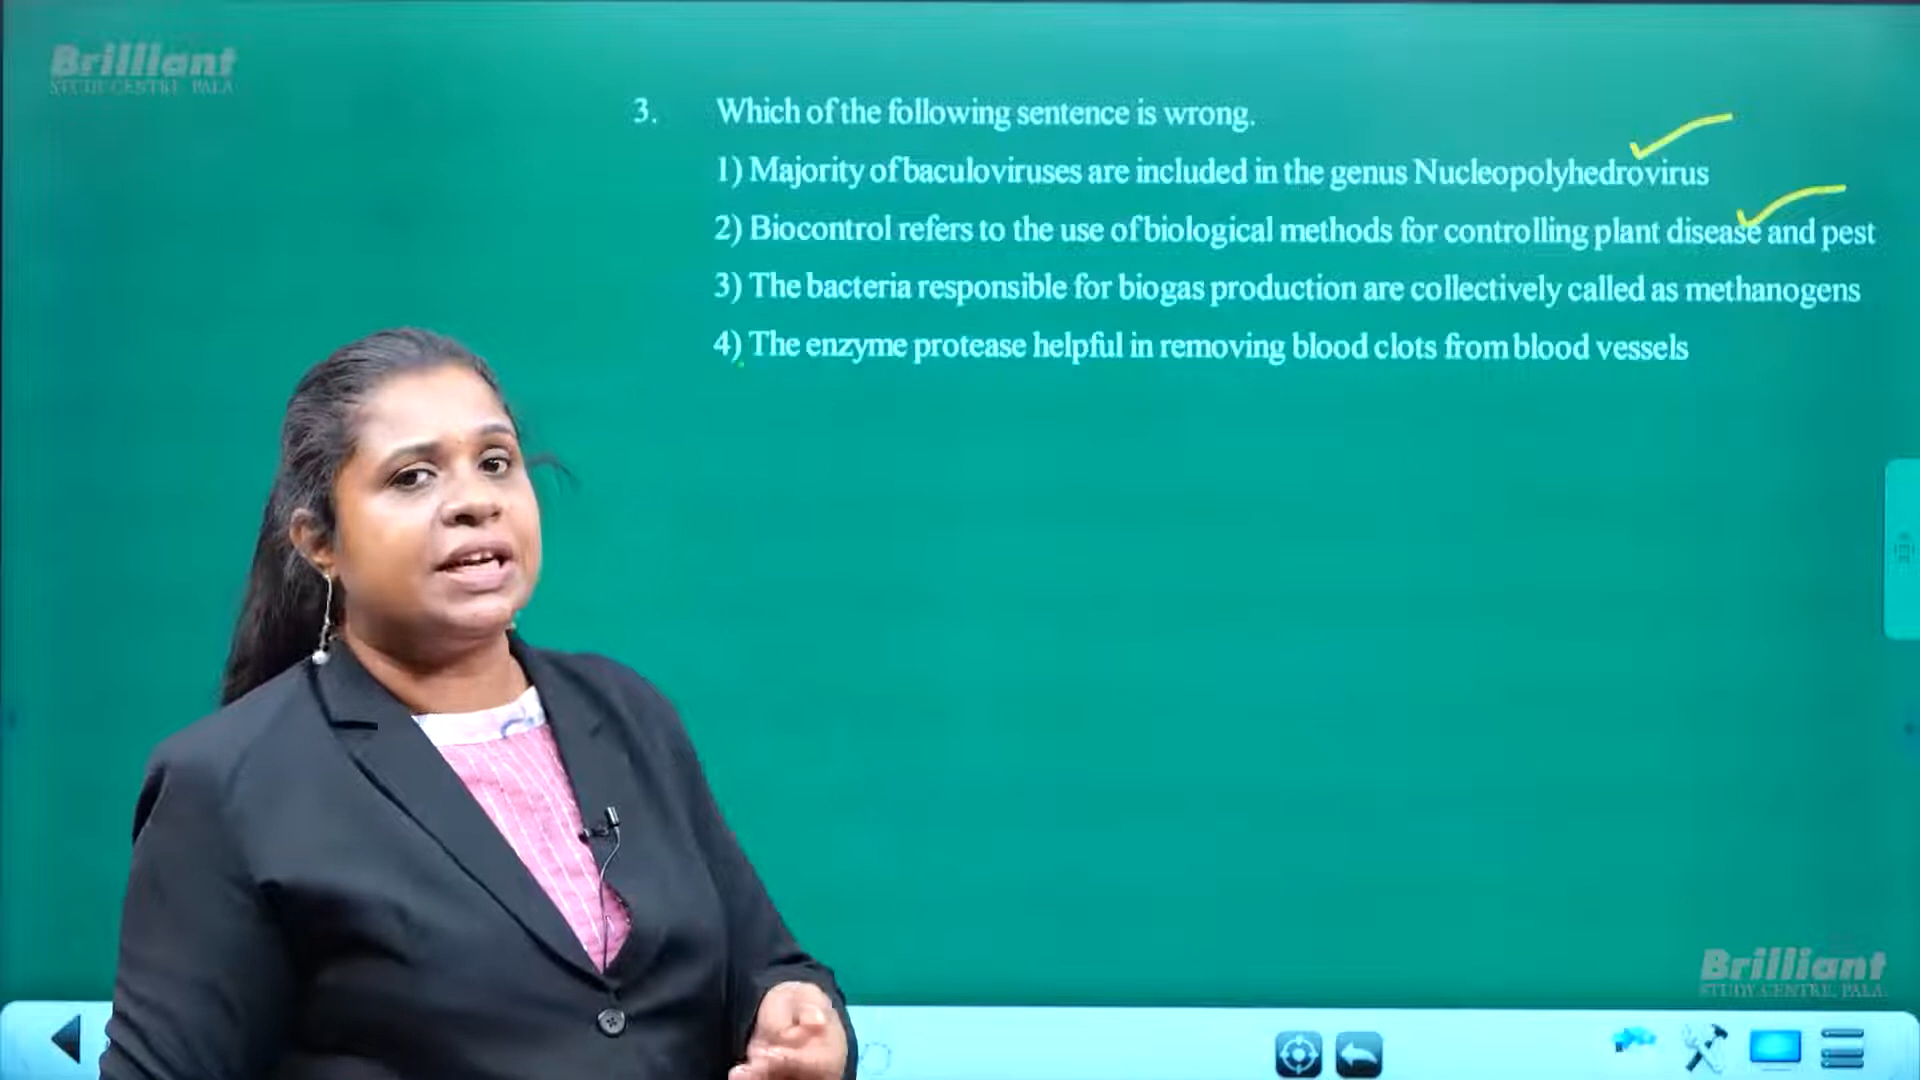 Brilliant
STUDY CENTRE, PALA
3. Which of the following sentence is wrong.
1) Majority of baculoviruses are included in the genus Nucleopolyhedrovirus
2) Biocontrol refers to the use of biological methods for controlling plant disease and pest
3) The bacteria responsible for biogas production are collectively called as methanogens
4) The enzyme protease helpful in removing blood clots from blood vessels
Brilliant
STUDY CENTRE, PALA